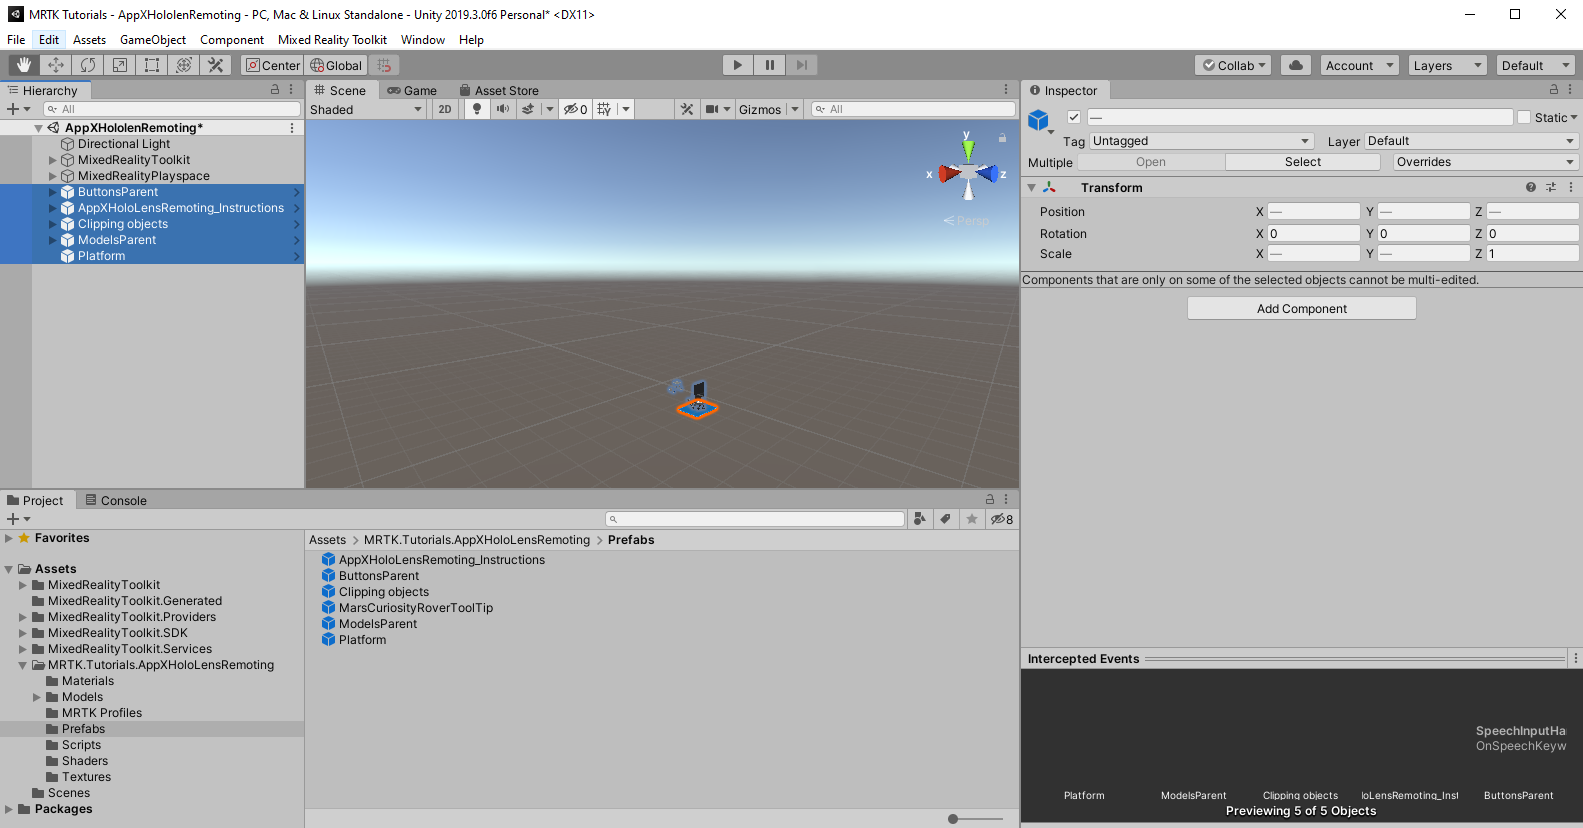 MRTK Tutorials - AppXHololenRemoting - PC, Mac & Linux Standalone - Unity 2019.3.0f6 Personal* <DX11>
File Edit Assets GameObject Component Mixed Reality Toolkit Window Help
Center Global Collab Account Layers Default
Hierarchy
All
AppXHololenRemoting*
Directional Light
MixedRealityToolkit
MixedRealityPlayspace
ButtonsParent
AppXHoloLensRemoting_Instructions
Clipping objects
ModelsParent
Platform
Scene Game Asset Store
Shaded 2D 0 Gizmos All
y
x z
Persp
Inspector
—
Static
Tag Untagged Layer Default
Multiple Open Select Overrides
Transform
Position X — Y — Z —
Rotation X 0 Y 0 Z 0
Scale X — Y — Z 1
Components that are only on some of the selected objects cannot be multi-edited.
Add Component
Project Console
8
Favorites
Assets
MixedRealityToolkit
MixedRealityToolkit.Generated
MixedRealityToolkit.Providers
MixedRealityToolkit.SDK
MixedRealityToolkit.Services
MRTK.Tutorials.AppXHoloLensRemoting
Materials
Models
MRTK Profiles
Prefabs
Scripts
Shaders
Textures
Scenes
Packages
Assets > MRTK.Tutorials.AppXHoloLensRemoting > Prefabs
AppXHoloLensRemoting_Instructions
ButtonsParent
Clipping objects
MarsCuriosityRoverToolTip
ModelsParent
Platform
Intercepted Events
SpeechInputHa
OnSpeechKeyw
Platform ModelsParent Clipping objects loLensRemoting_Inst ButtonsParent
Previewing 5 of 5 Objects